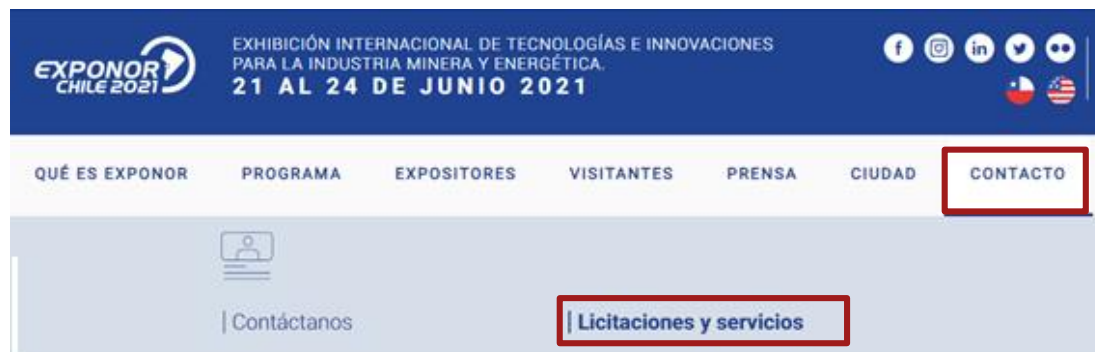 EXPONOR
CHILE 2021
EXHIBICIÓN INTERNACIONAL DE TECNOLOGÍAS E INNOVACIONES
PARA LA INDUSTRIA MINERA Y ENERGÉTICA.
21 AL 24 DE JUNIO 2021
QUÉ ES EXPONOR PROGRAMA EXPOSITORES VISITANTES PRENSA CIUDAD CONTACTO
Contáctanos Licitaciones y servicios